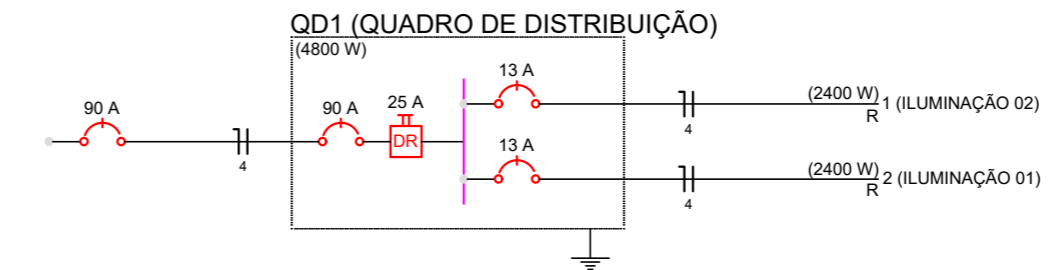 QD1 (QUADRO DE DISTRIBUIÇÃO)
(4800 W)
90 A
4
90 A
25 A
DR
13 A
4
(2400 W)
R
1 (ILUMINAÇÃO 02)
13 A
4
(2400 W)
R
2 (ILUMINAÇÃO 01)